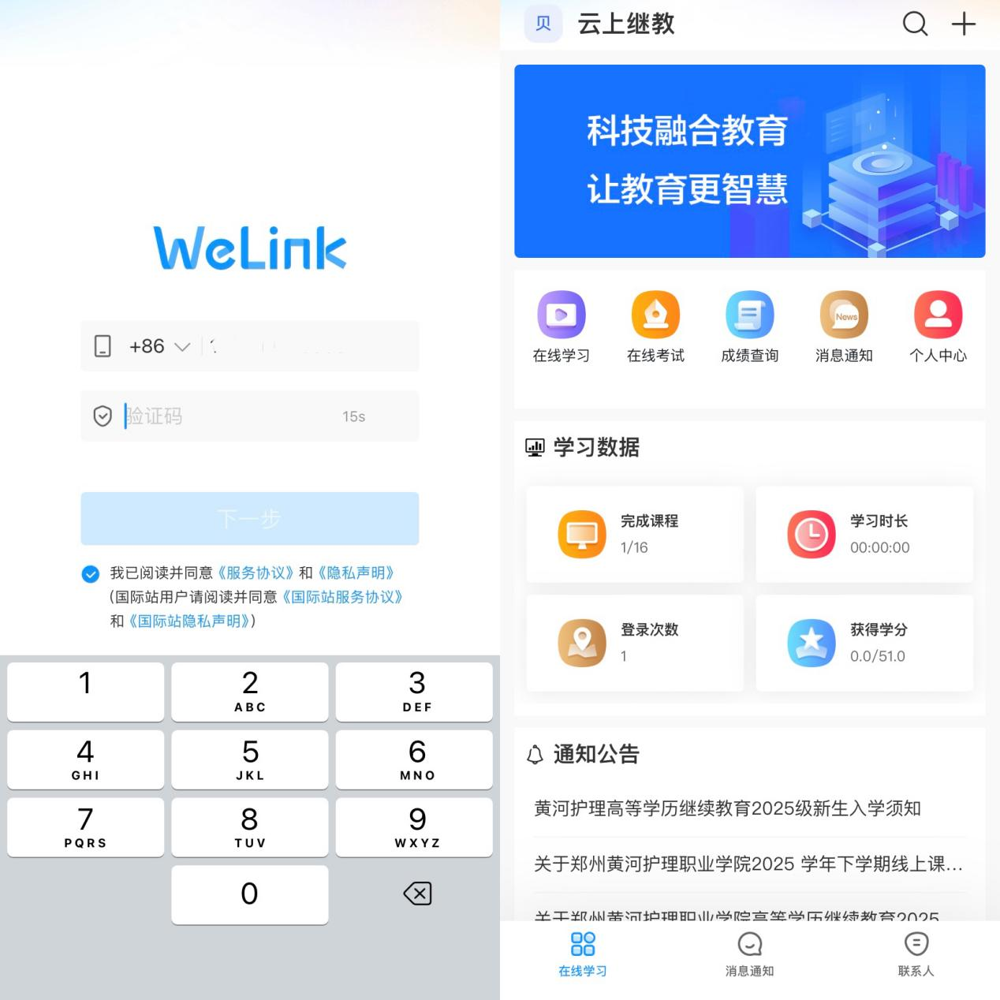 WeLink
+86
验证码
15s
下一步
我已阅读并同意《服务协议》和《隐私声明》
(国际站用户请阅读并同意《国际站服务协议》
和《国际站隐私声明》)
1
2
ABC
3
DEF
4
GHI
5
JKL
6
MNO
7
PQRS
8
TUV
9
WXYZ
0
贝
云上继教
科技融合教育
让教育更智慧
News
在线学习
在线考试
成绩查询
消息通知
个人中心
学习数据
完成课程
1/16
学习时长
00:00:00
登录次数
1
获得学分
0.0/51.0
通知公告
黄河护理高等学历继续教育2025级新生入学须知
关于郑州黄河护理职业学院2025 学年下学期线上课...
关于郑州黄河护理职业学院高等学历继续教育2025
在线学习
消息通知
联系人